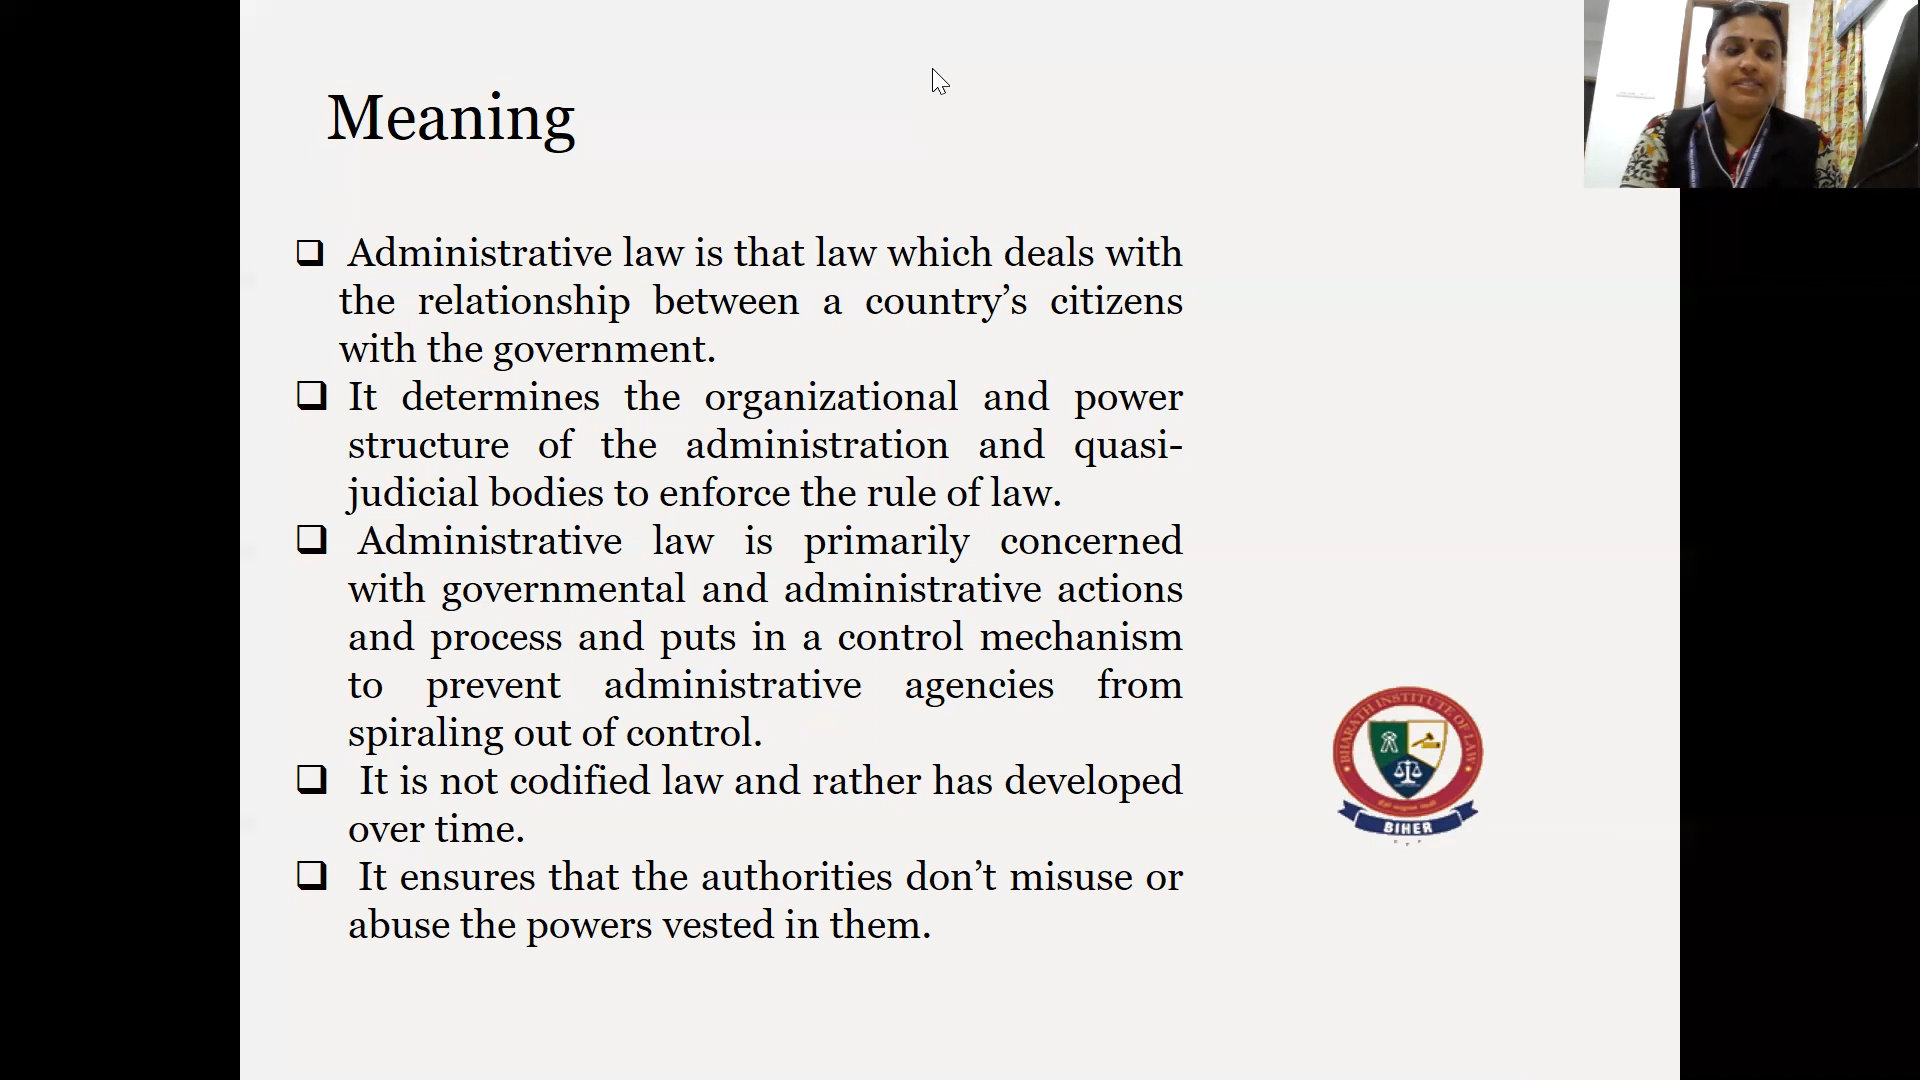 Meaning
❑ Administrative law is that law which deals with
the relationship between a country’s citizens
with the government.
❑ It determines the organizational and power
structure of the administration and quasi-
judicial bodies to enforce the rule of law.
❑ Administrative law is primarily concerned
with governmental and administrative actions
and process and puts in a control mechanism
to prevent administrative agencies from
spiraling out of control.
❑ It is not codified law and rather has developed
over time.
❑ It ensures that the authorities don’t misuse or
abuse the powers vested in them.
BHARATH INSTITUTE OF LAW
BIHER